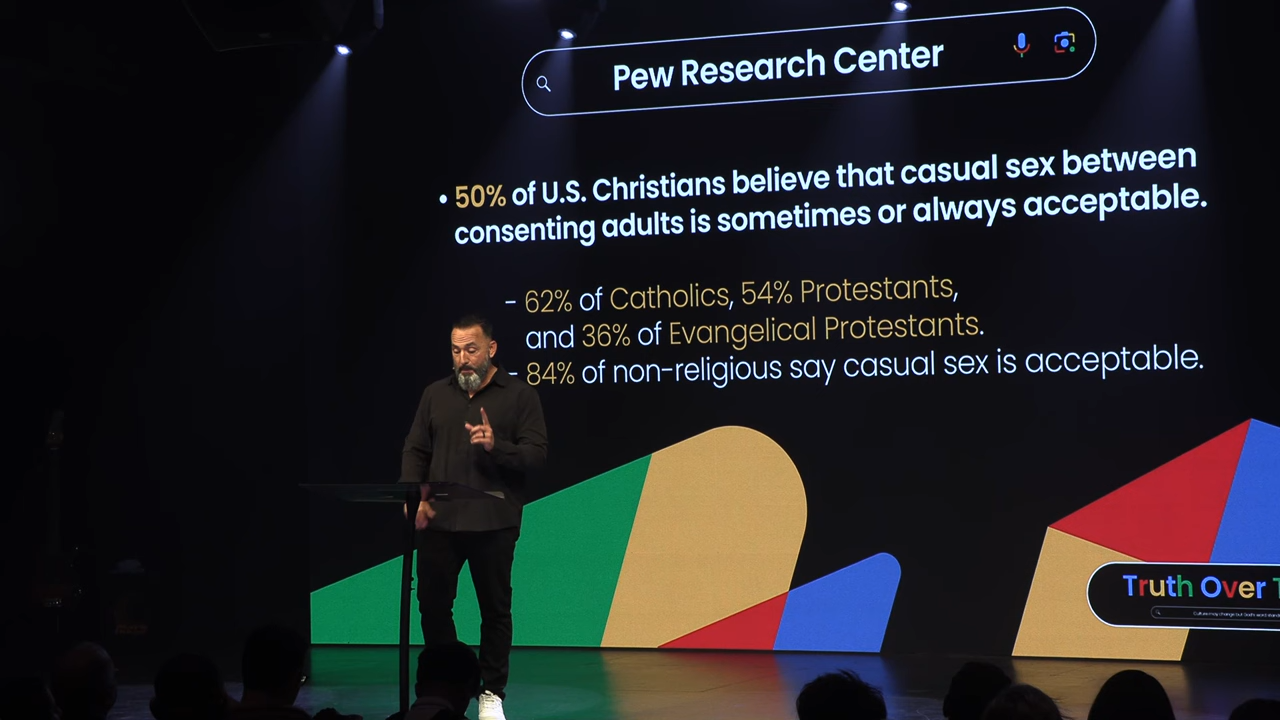 Pew Research Center
• 50% of U.S. Christians believe that casual sex between
consenting adults is sometimes or always acceptable.
- 62% of Catholics, 54% Protestants,
and 36% of Evangelical Protestants.
- 84% of non-religious say casual sex is acceptable.
Truth Over T